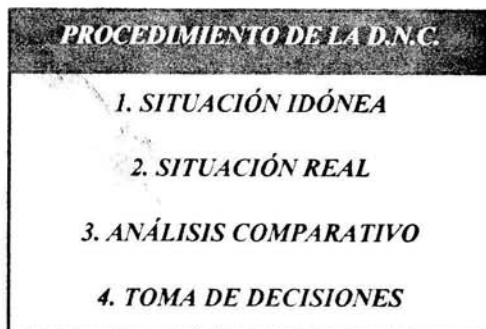 PROCEDIMIENTO DE LA D.N.C.
1. SITUACIÓN IDÓNEA
2. SITUACIÓN REAL
3. ANÁLISIS COMPARATIVO
4. TOMA DE DECISIONES